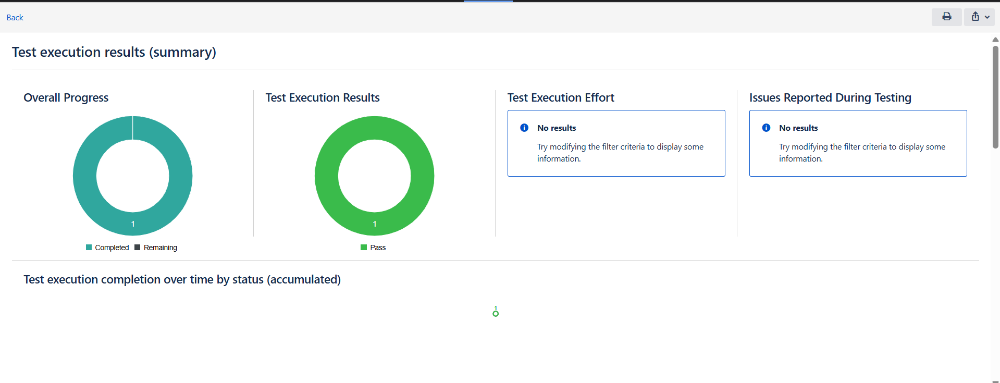 Back
Test execution results (summary)
Overall Progress
1
Completed Remaining
Test Execution Results
1
Pass
Test Execution Effort
No results
Try modifying the filter criteria to display some
information.
Issues Reported During Testing
No results
Try modifying the filter criteria to display some
information.
Test execution completion over time by status (accumulated)
1